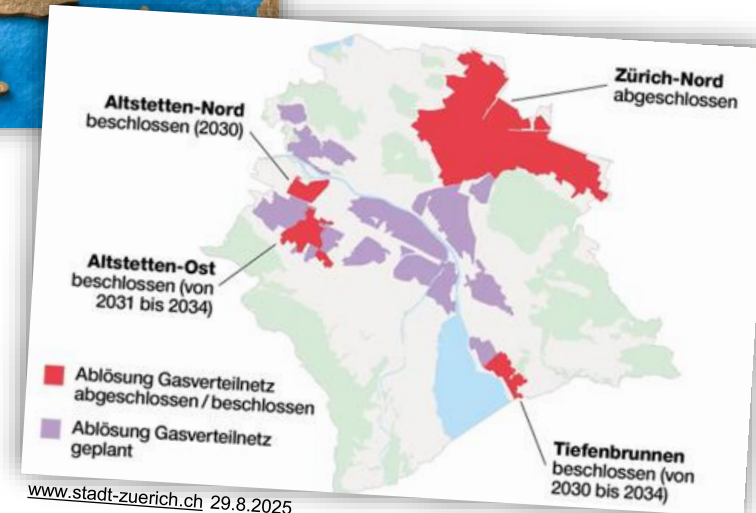 Zürich-Nord
abgeschlossen
Altstetten-Nord
beschlossen (2030)
Altstetten-Ost
beschlossen (von
2031 bis 2034)
Ablösung Gasverteilnetz
abgeschlossen / beschlossen
Ablösung Gasverteilnetz
geplant
Tiefenbrunnen
beschlossen (von
2030 bis 2034)
www.stadt-zuerich.ch 29.8.2025